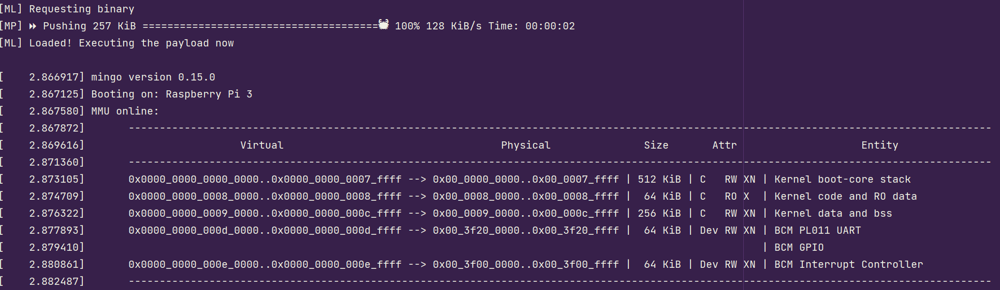 [ML] Requesting binary
[MP] ⏩ Pushing 257 KiB ======================================🦀 100% 128 KiB/s Time: 00:00:02
[ML] Loaded! Executing the payload now
[    2.866917] mingo version 0.15.0
[    2.867125] Booting on: Raspberry Pi 3
[    2.867580] MMU online:
[    2.867872]       -------------------------------------------------------------------------------------------------------------------------------------------
[    2.869616]                         Virtual                                   Physical               Size       Attr                    Entity
[    2.871360]       -------------------------------------------------------------------------------------------------------------------------------------------
[    2.873105]       0x0000_0000_0000_0000..0x0000_0000_0007_ffff --> 0x00_0000_0000..0x00_0007_ffff | 512 KiB | C   RW XN | Kernel boot-core stack
[    2.874709]       0x0000_0000_0008_0000..0x0000_0000_0008_ffff --> 0x00_0008_0000..0x00_0008_ffff |  64 KiB | C   RO X  | Kernel code and RO data
[    2.876322]       0x0000_0000_0009_0000..0x0000_0000_000c_ffff --> 0x00_0009_0000..0x00_000c_ffff | 256 KiB | C   RW XN | Kernel data and bss
[    2.877893]       0x0000_0000_000d_0000..0x0000_0000_000d_ffff --> 0x00_3f20_0000..0x00_3f20_ffff |  64 KiB | Dev RW XN | BCM PL011 UART
[    2.879410]                                                                                                             | BCM GPIO
[    2.880861]       0x0000_0000_000e_0000..0x0000_0000_000e_ffff --> 0x00_3f00_0000..0x00_3f00_ffff |  64 KiB | Dev RW XN | BCM Interrupt Controller
[    2.882487]       -------------------------------------------------------------------------------------------------------------------------------------------